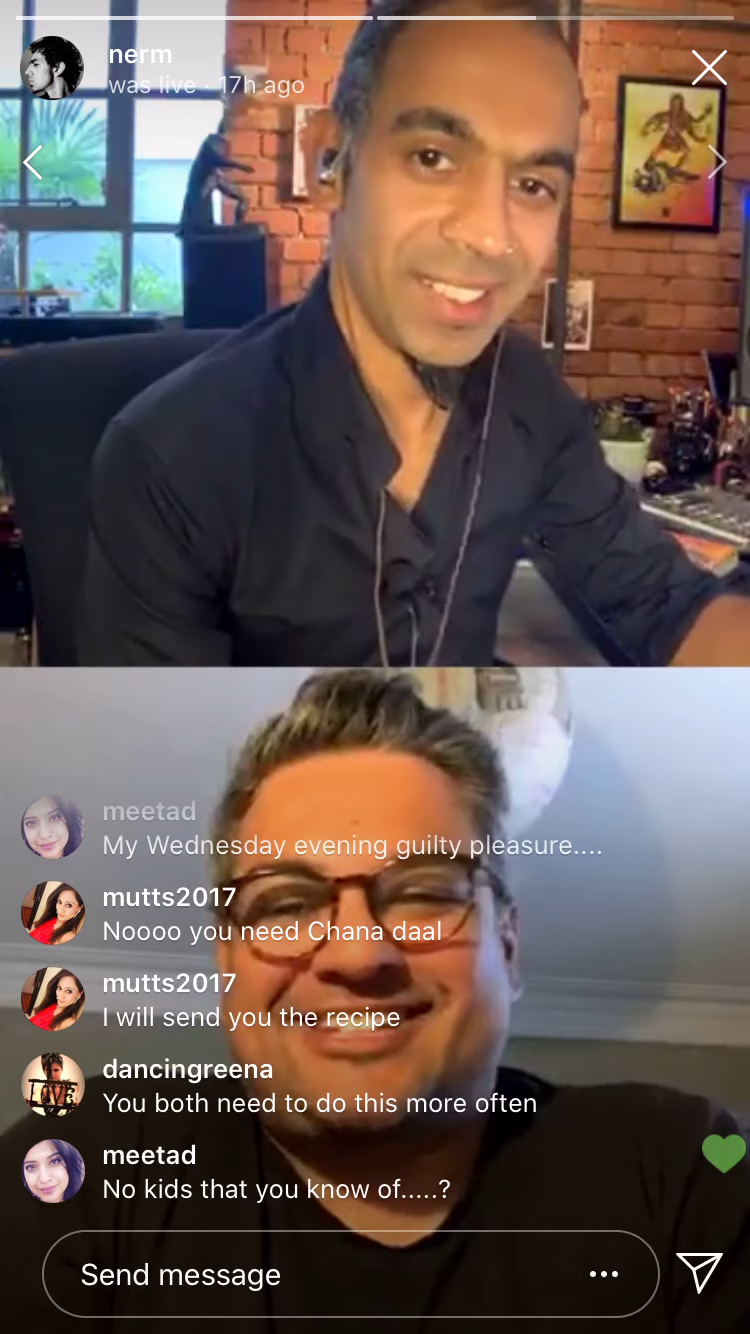 nerm
was live · 17h ago
meetad
My Wednesday evening guilty pleasure....
mutts2017
Noooo you need Chana daal
mutts2017
I will send you the recipe
dancingreena
You both need to do this more often
meetad
No kids that you know of.....?
Send message